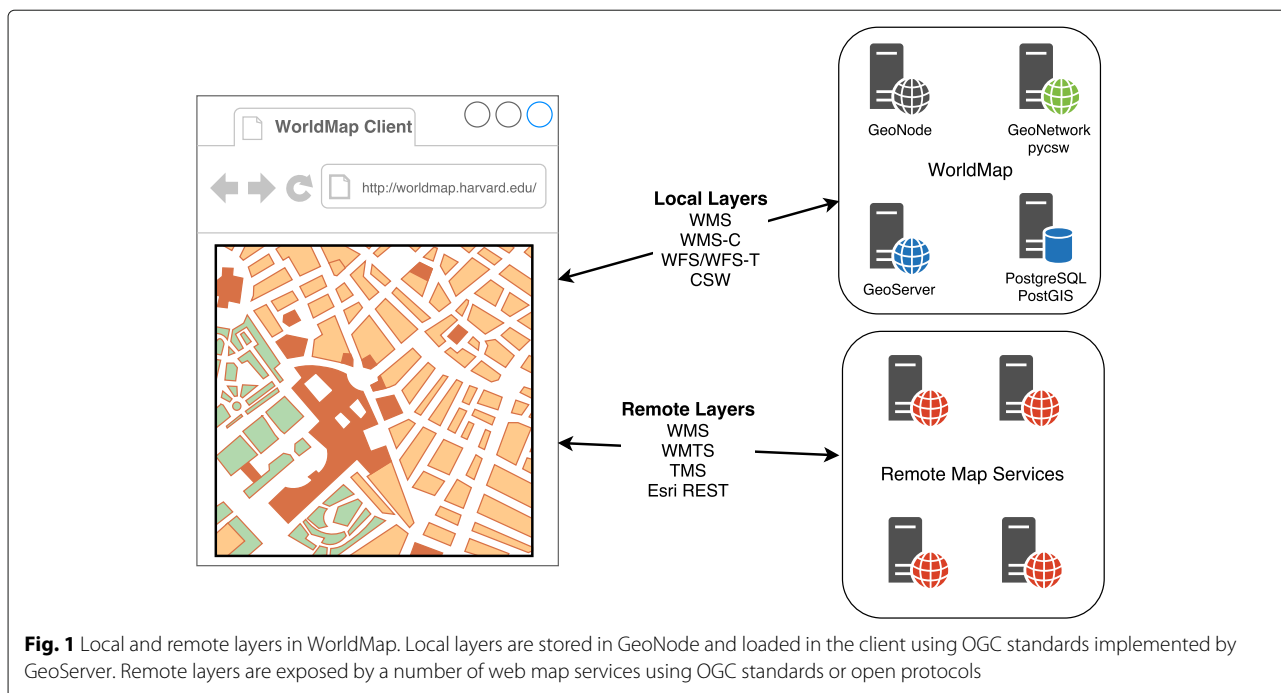 WorldMap Client
http://worldmap.harvard.edu/
Local Layers
WMS
WMS-C
WFS/WFS-T
CSW
Remote Layers
WMS
WMTS
TMS
Esri REST
GeoNode
GeoNetwork
pycsw
WorldMap
GeoServer
PostgreSQL
PostGIS
Remote Map Services
Fig. 1 Local and remote layers in WorldMap. Local layers are stored in GeoNode and loaded in the client using OGC standards implemented by
GeoServer. Remote layers are exposed by a number of web map services using OGC standards or open protocols